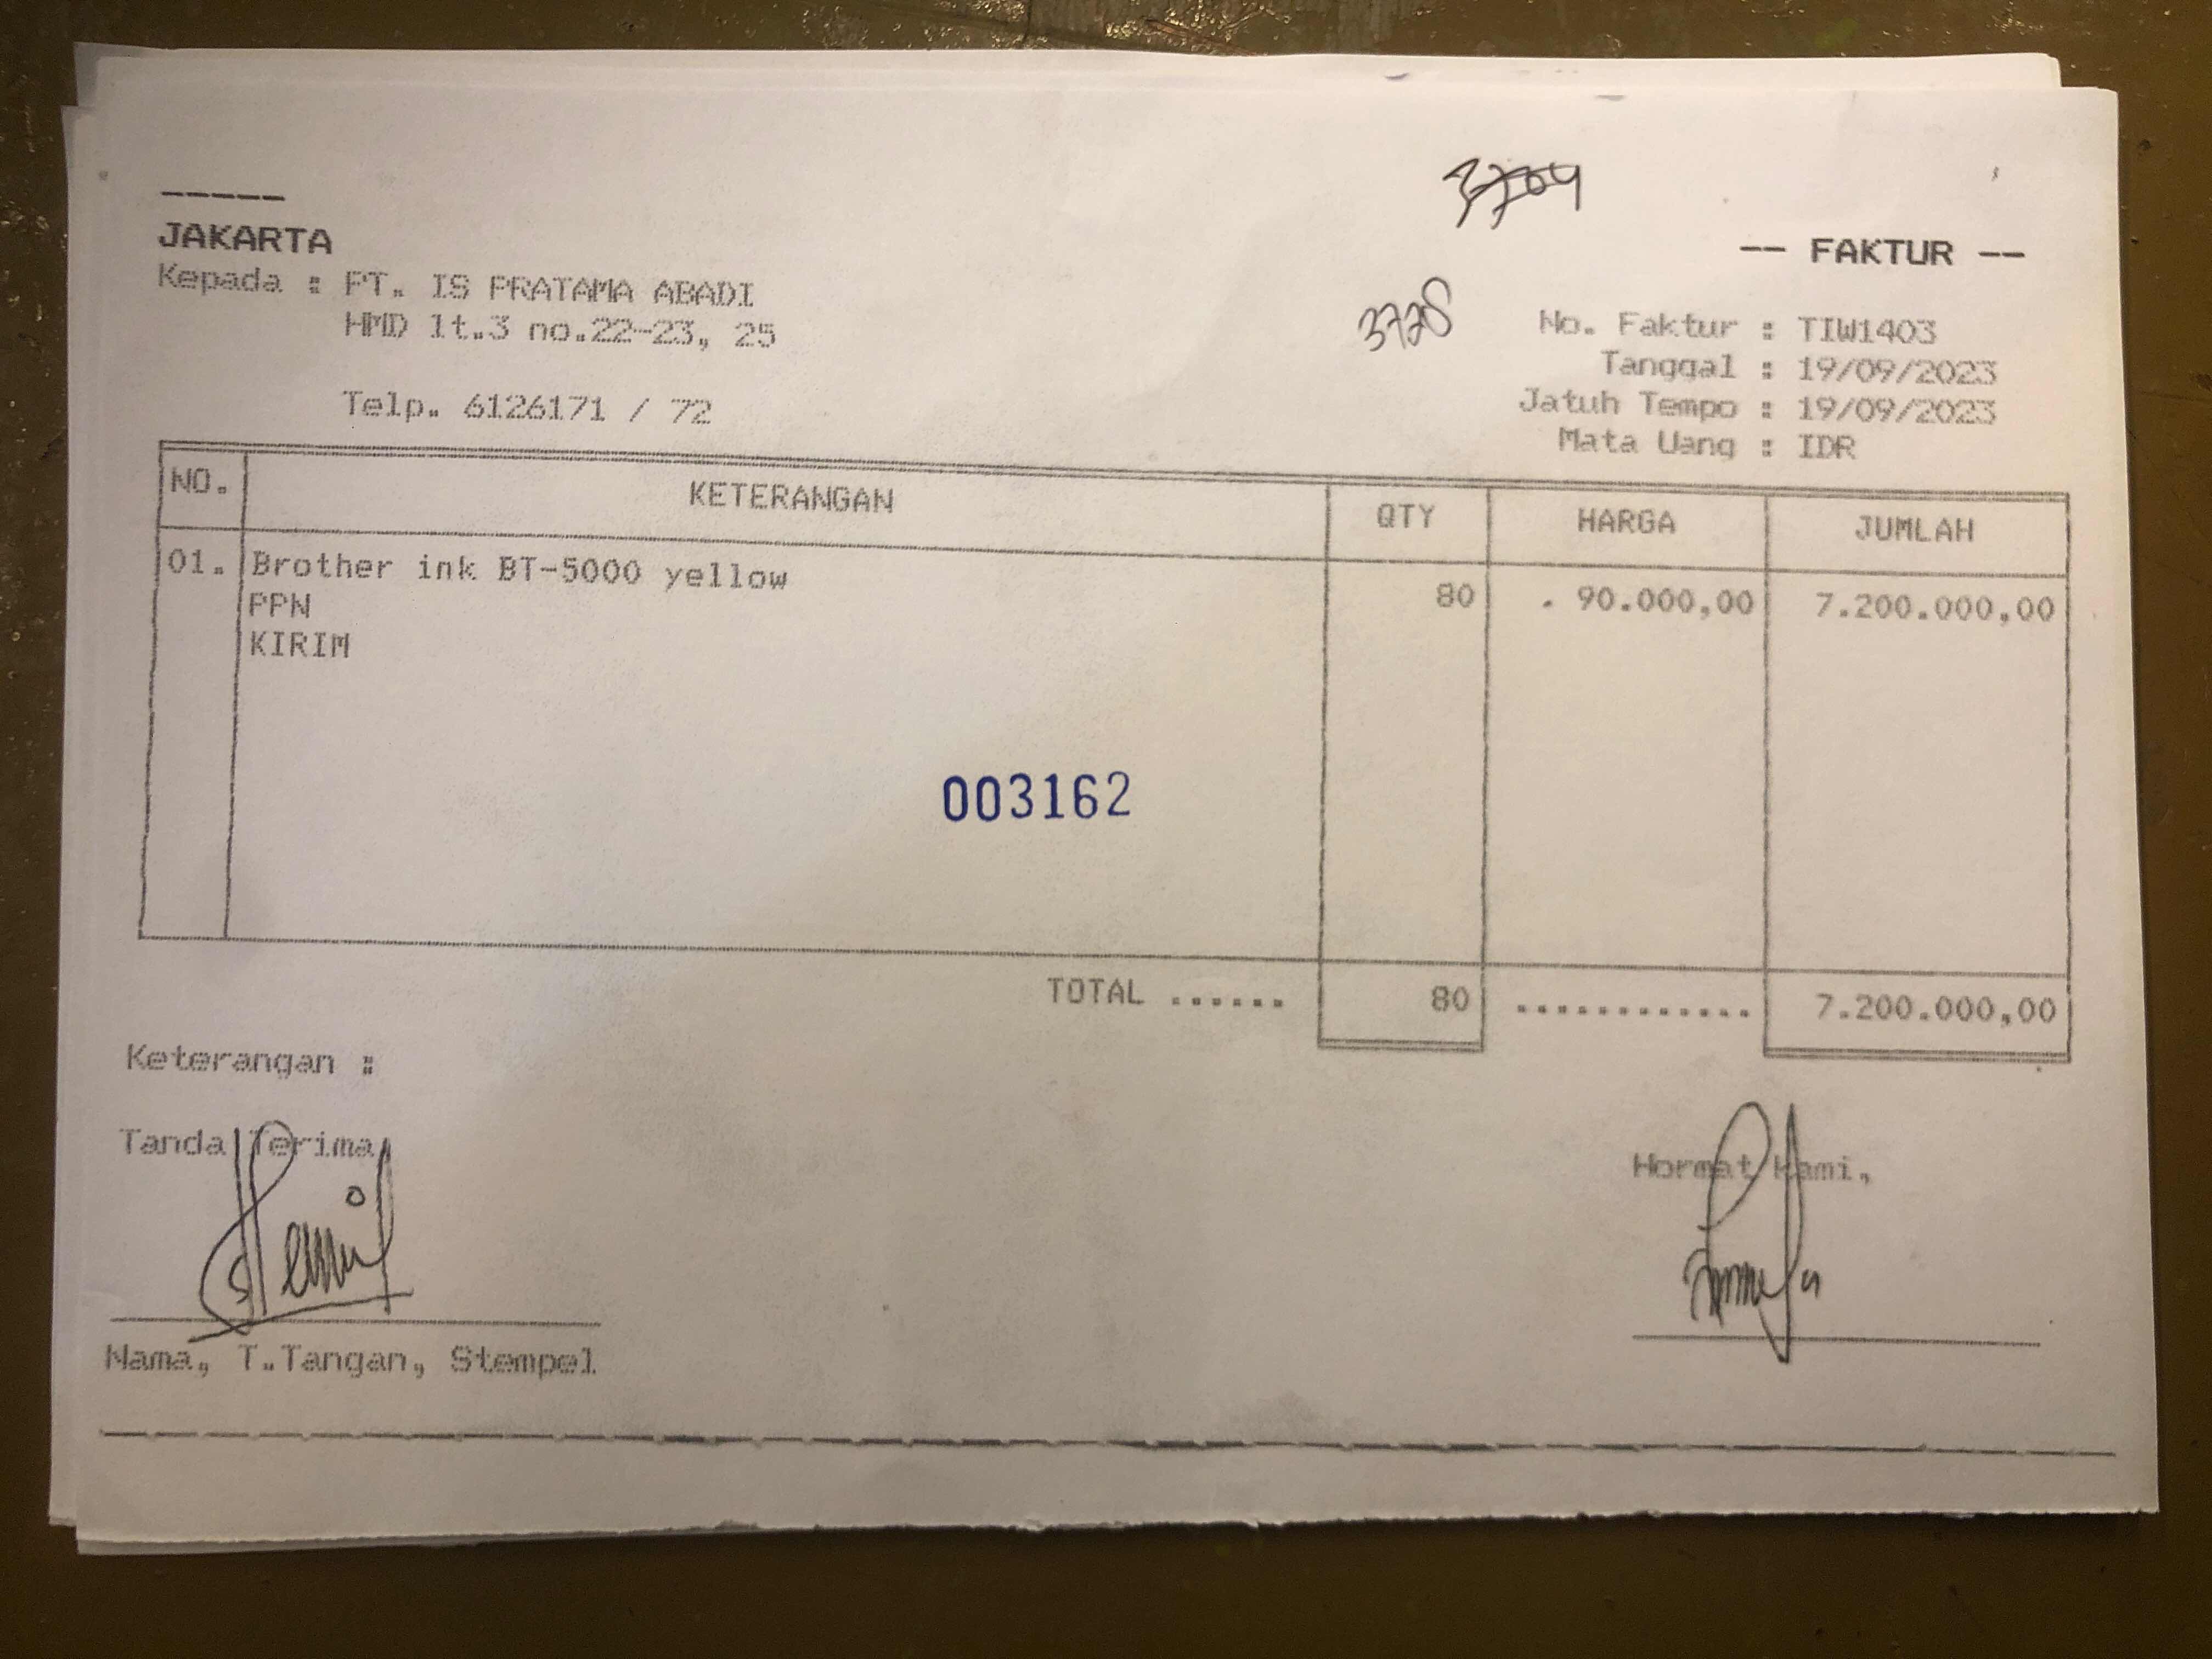 -----
JAKARTA
-- FAKTUR --
Kepada : PT. IS PRATAMA ABADI
HMD lt.3 no.22-23, 25
Telp. 6126171 / 72
3704
3728
No. Faktur : TIW1403
Tanggal : 19/09/2023
Jatuh Tempo : 19/09/2023
Mata Uang : IDR
NO. KETERANGAN QTY HARGA JUMLAH
01. Brother ink BT-5000 yellow 80 . 90.000,00 7.200.000,00
PPN
KIRIM
003162
TOTAL ...... 80 ............ 7.200.000,00
Keterangan :
Tanda Terima
Hormat Kami,
Nama, T.Tangan, Stempel